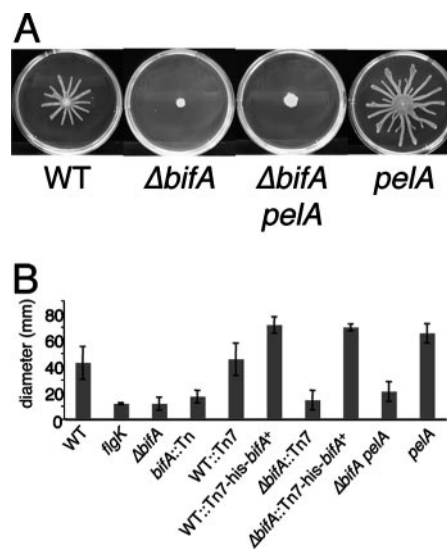 A
WT
ΔbifA
ΔbifA
pelA
pelA
B
diameter (mm)
80
60
40
20
0
WT
flgK
ΔbifA
bifA::Tn
WT::Tn7
WT::Tn7-his-bifA+
ΔbifA::Tn7
ΔbifA::Tn7-his-bifA+
ΔbifA pelA
pelA